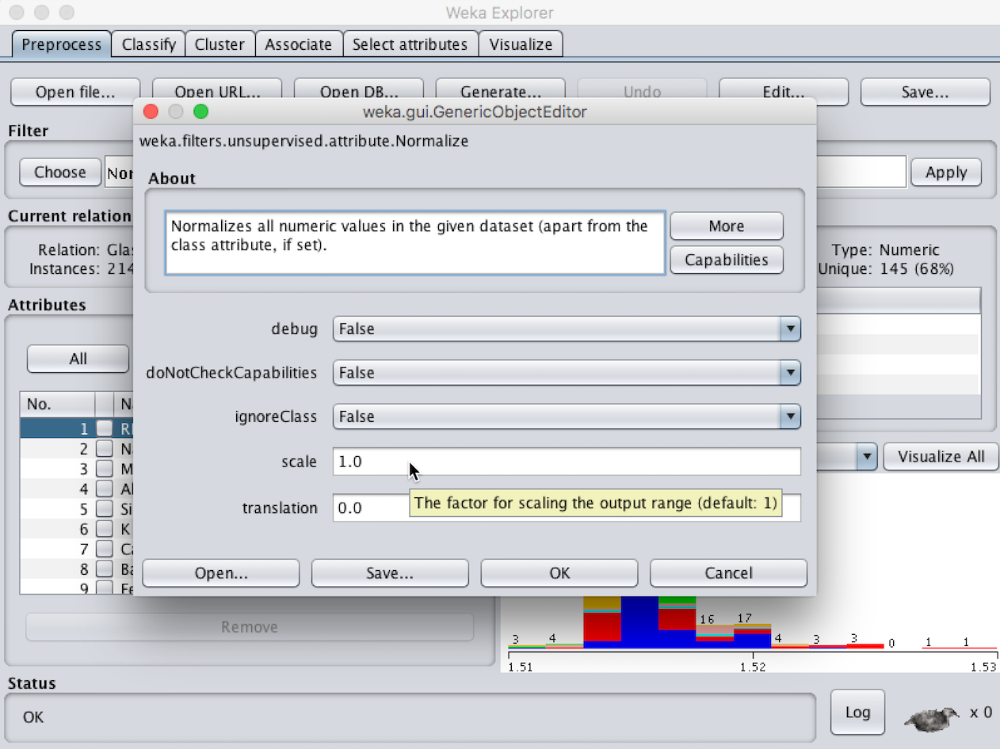 Weka Explorer
Preprocess Classify Cluster Associate Select attributes Visualize
Open file... Open URL... Open DB... Generate... Undo Edit... Save...
weka.gui.GenericObjectEditor
Filter
weka.filters.unsupervised.attribute.Normalize
Choose Nor Apply
About
Normalizes all numeric values in the given dataset (apart from the
class attribute, if set).
More
Capabilities
Current relation
Relation: Glas
Instances: 214
Type: Numeric
Unique: 145 (68%)
Attributes
All
debug False
doNotCheckCapabilities False
ignoreClass False
scale 1.0
translation 0.0
The factor for scaling the output range (default: 1)
No. N
1 RI
2 N
3 M
4 Al
5 Si
6 K
7 Ca
8 Ba
9 Fe
Visualize All
Open... Save... OK Cancel
Remove
3 4 16 17 4 3 3 0 1 1
1.51 1.52 1.53
Status
OK
Log
x 0